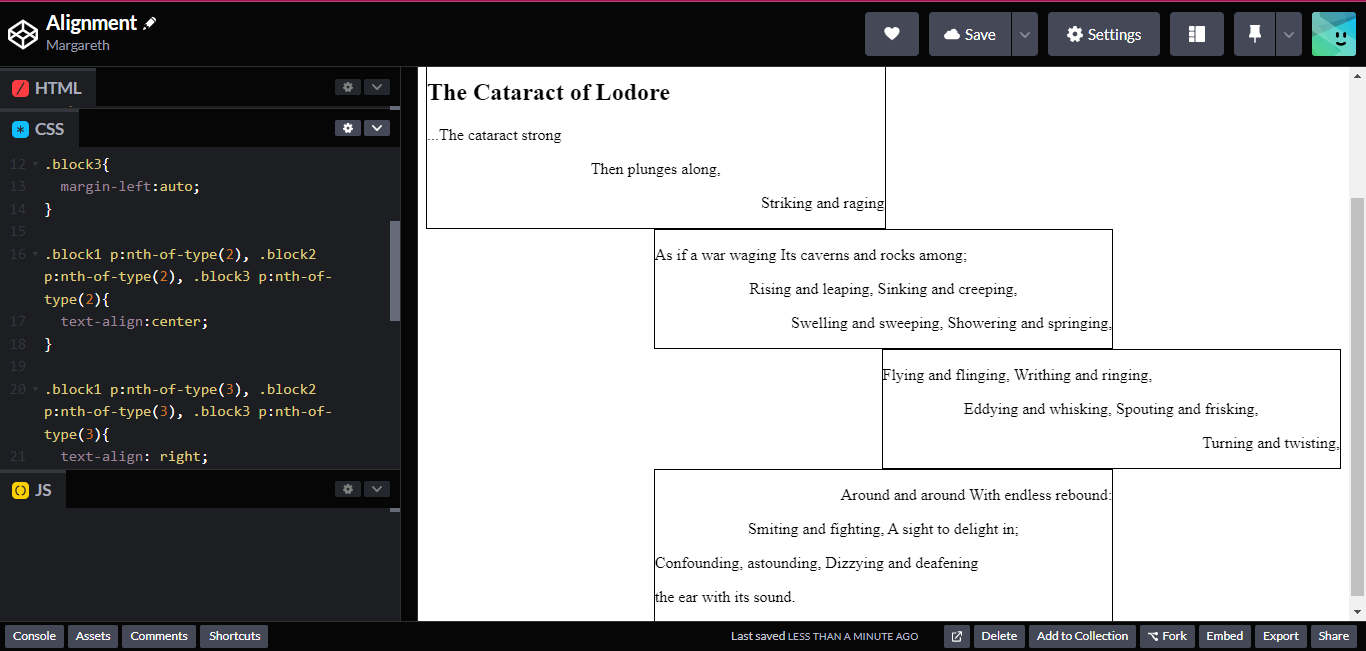 Alignment
Margareth
Save
Settings
HTML
CSS
12 .block3{
13 margin-left:auto;
14 }
15
16 .block1 p:nth-of-type(2), .block2
p:nth-of-type(2), .block3 p:nth-of-
type(2){
17 text-align:center;
18 }
19
20 .block1 p:nth-of-type(3), .block2
p:nth-of-type(3), .block3 p:nth-of-
type(3){
21 text-align: right;
JS
The Cataract of Lodore
...The cataract strong
Then plunges along,
Striking and raging
As if a war waging Its caverns and rocks among;
Rising and leaping, Sinking and creeping,
Swelling and sweeping, Showering and springing,
Flying and flinging, Writhing and ringing,
Eddying and whisking, Spouting and frisking,
Turning and twisting,
Around and around With endless rebound:
Smiting and fighting, A sight to delight in;
Confounding, astounding, Dizzying and deafening
the ear with its sound.
Console Assets Comments Shortcuts Last saved LESS THAN A MINUTE AGO Delete Add to Collection Fork Embed Export Share